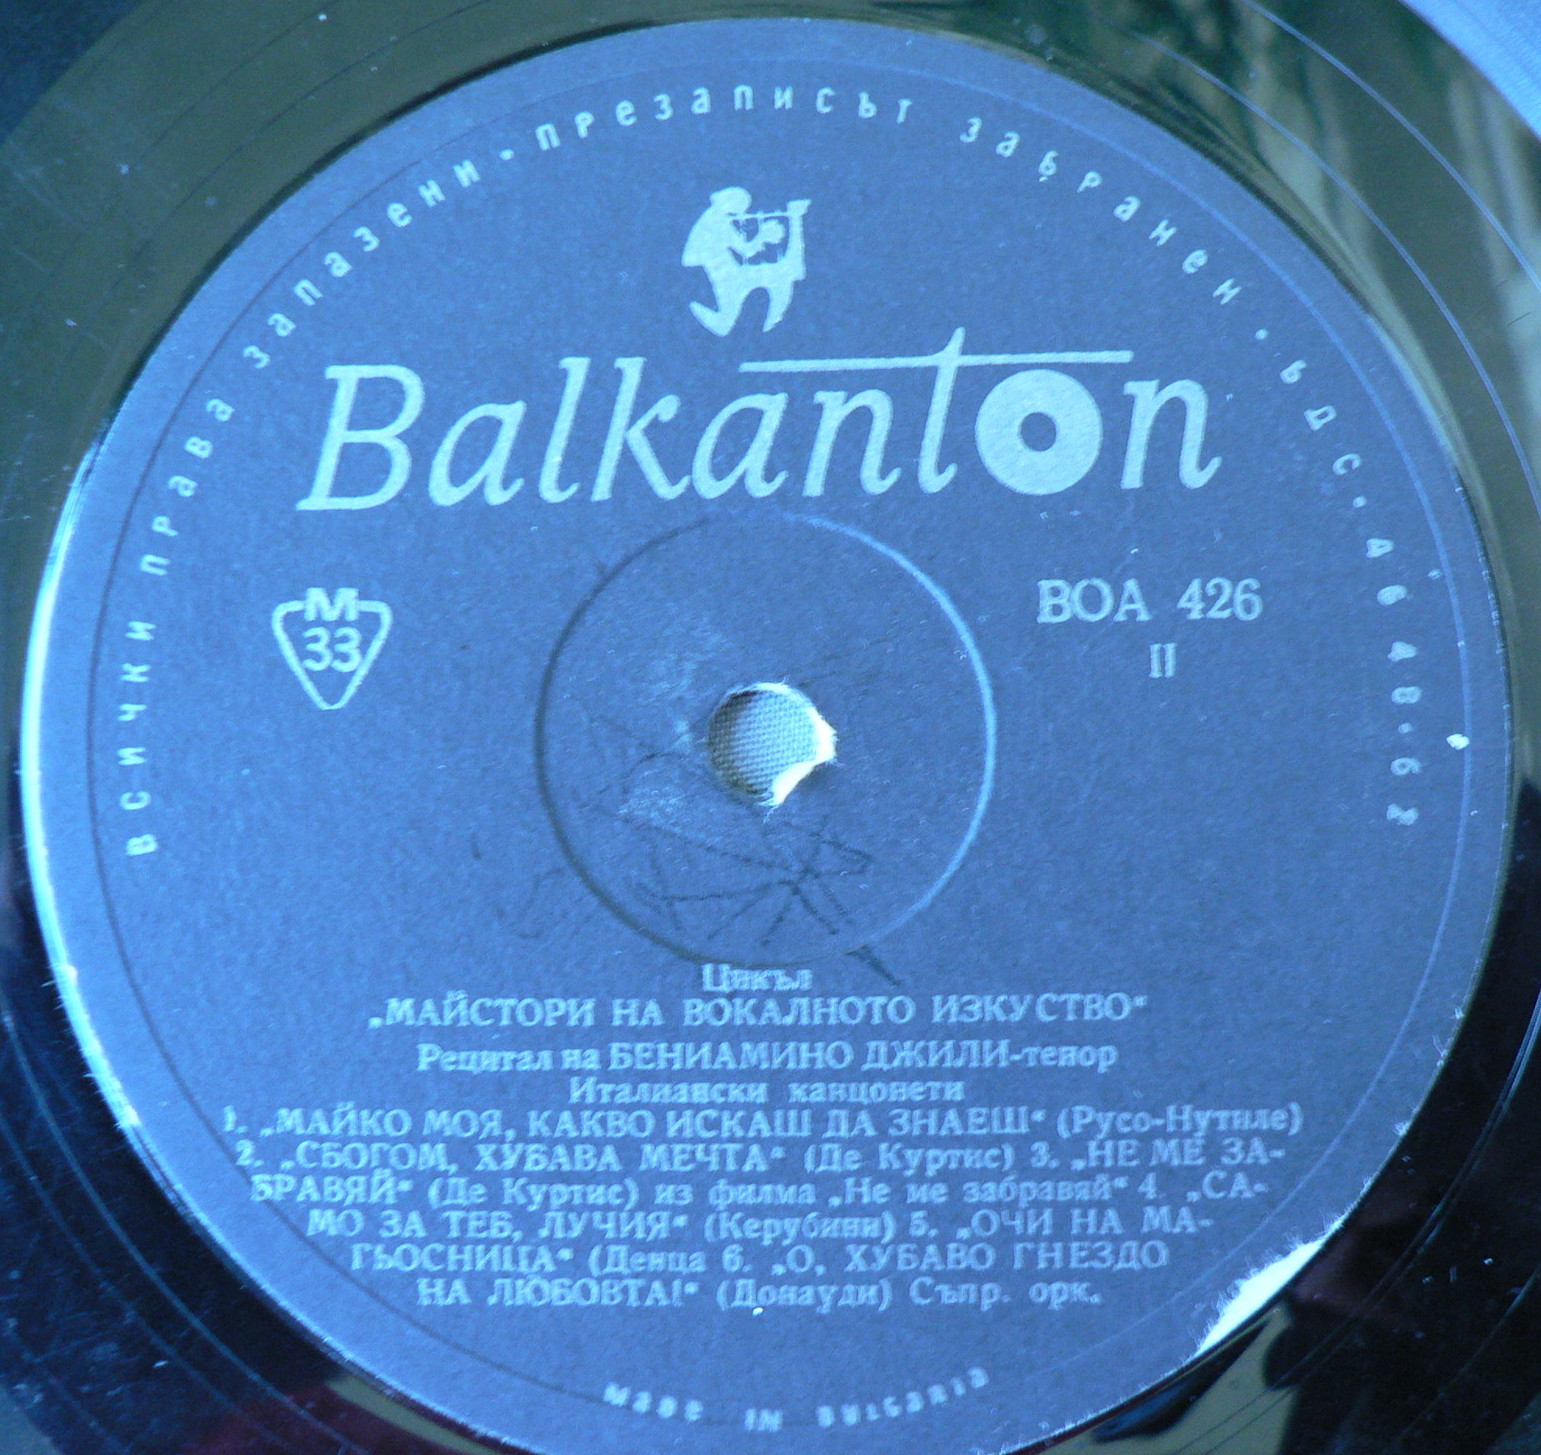 всички права запазени · презаписът забранен · БДС · 4640 · 62
Balkanton
М
33
ВОА 426
II
Цикъл
„МАЙСТОРИ НА ВОКАЛНОТО ИЗКУСТВО"
Рецитал на БЕНИАМИНО ДЖИЛИ-тенор
Италиански канцонети
1. „МАЙКО МОЯ, КАКВО ИСКАШ ДА ЗНАЕШ" (Русо-Нутиле)
2. „СБОГОМ, ХУБАВА МЕЧТА" (Де Куртис) 3. „НЕ МЕ ЗА-
БРАВЯЙ" (Де Куртис) из филма „Не ме забравяй" 4. „СА-
МО ЗА ТЕБ, ЛУЧИЯ" (Керубини) 5. „ОЧИ НА МА-
ГЬОСНИЦА" (Денца 6. „О, ХУБАВО ГНЕЗДО
НА ЛЮБОВТА!" (Донауди) Съпр. орк.
MADE IN BULGARIA